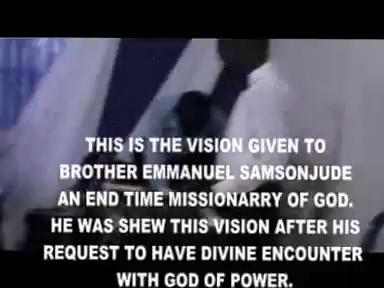 THIS IS THE VISION GIVEN TO
BROTHER EMMANUEL SAMSONJUDE
AN END TIME MISSIONARRY OF GOD.
HE WAS SHEW THIS VISION AFTER HIS
REQUEST TO HAVE DIVINE ENCOUNTER
WITH GOD OF POWER.